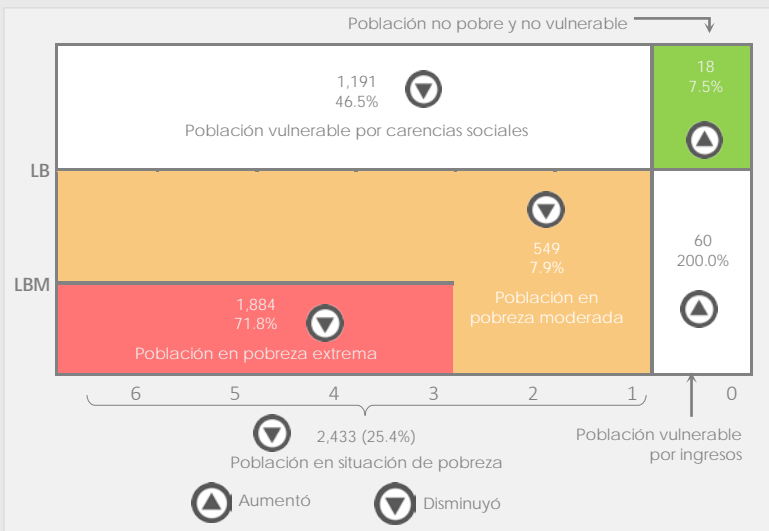 Población no pobre y no vulnerable
1,191
46.5%
Población vulnerable por carencias sociales
18
7.5%
LB
549
7.9%
Población en
pobreza moderada
60
200.0%
LBM
1,884
71.8%
Población en pobreza extrema
6 5 4 3 2 1 0
2,433 (25.4%)
Población en situación de pobreza
Población vulnerable
por ingresos
Aumentó
Disminuyó